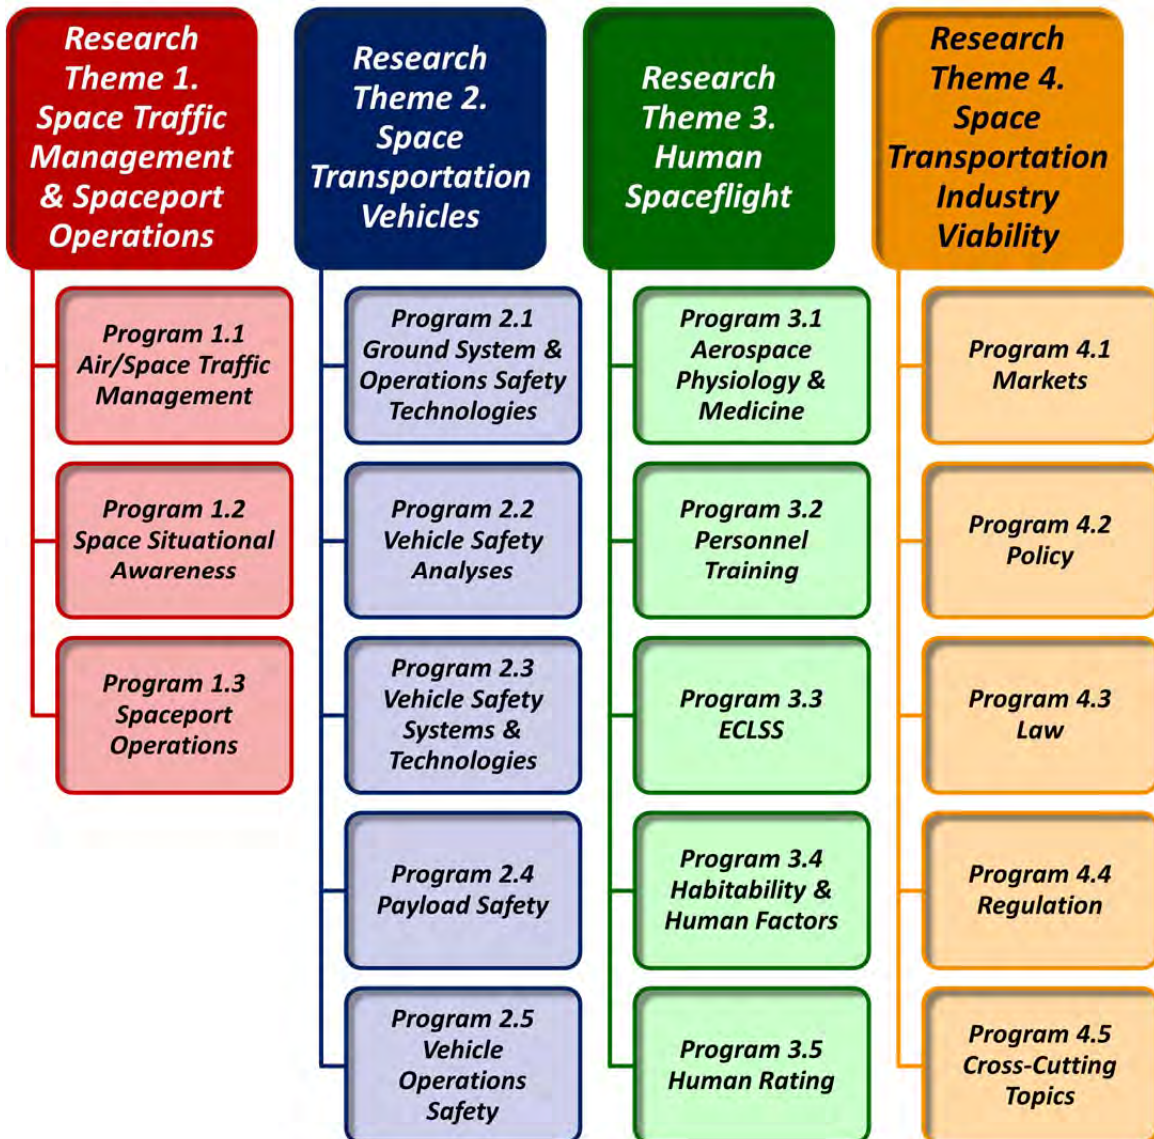 Research
Theme 1.
Space Traffic
Management
& Spaceport
Operations
Program 1.1
Air/Space Traffic
Management
Program 1.2
Space Situational
Awareness
Program 1.3
Spaceport
Operations
Research
Theme 2.
Space
Transportation
Vehicles
Program 2.1
Ground System &
Operations Safety
Technologies
Program 2.2
Vehicle Safety
Analyses
Program 2.3
Vehicle Safety
Systems &
Technologies
Program 2.4
Payload Safety
Program 2.5
Vehicle
Operations
Safety
Research
Theme 3.
Human
Spaceflight
Program 3.1
Aerospace
Physiology &
Medicine
Program 3.2
Personnel
Training
Program 3.3
ECLSS
Program 3.4
Habitability &
Human Factors
Program 3.5
Human Rating
Research
Theme 4.
Space
Transportation
Industry
Viability
Program 4.1
Markets
Program 4.2
Policy
Program 4.3
Law
Program 4.4
Regulation
Program 4.5
Cross-Cutting
Topics